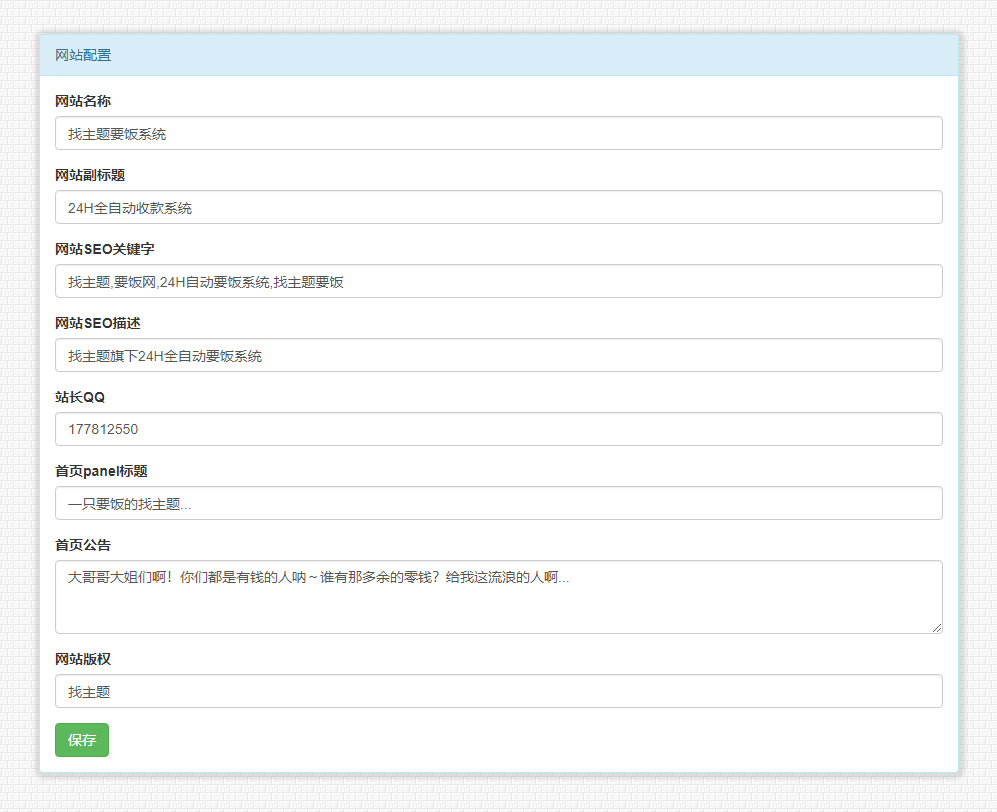 网站配置
网站名称
找主题要饭系统
网站副标题
24H全自动收款系统
网站SEO关键字
找主题,要饭网,24H自动要饭系统,找主题要饭
网站SEO描述
找主题旗下24H全自动要饭系统
站长QQ
177812550
首页panel标题
一只要饭的找主题...
首页公告
大哥哥大姐们啊！你们都是有钱的人呐～谁有那多余的零钱？给我这流浪的人啊...
网站版权
找主题
保存